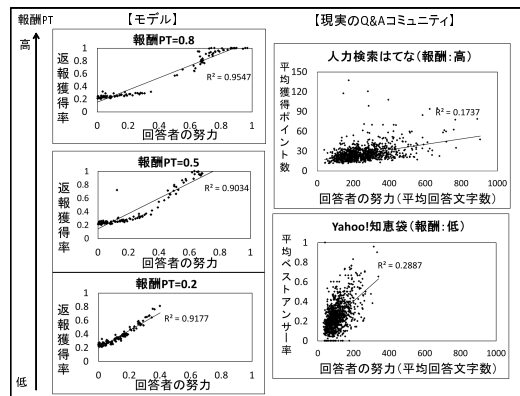 報酬PT
【モデル】
【現実のQ&Aコミュニティ】
高
低
報酬PT=0.8
返報獲得率
1
0.8
0.6
0.4
0.2
0
R² = 0.9547
0 0.2 0.4 0.6 0.8 1
回答者の努力
報酬PT=0.5
返報獲得率
1
0.8
0.6
0.4
0.2
0
R² = 0.9034
0 0.2 0.4 0.6 0.8 1
回答者の努力
報酬PT=0.2
返報獲得率
1
0.8
0.6
0.4
0.2
0
R² = 0.9177
0 0.2 0.4 0.6 0.8 1
回答者の努力
人力検索はてな(報酬:高)
平均獲得ポイント数
150
120
90
60
30
0
R² = 0.1737
0 100 200 300 400 500 600 700 800 900 1000
回答者の努力(平均回答文字数)
Yahoo!知恵袋(報酬:低)
平均ベストアンサー率
1
0.8
0.6
0.4
0.2
0
R² = 0.2887
0 100 200 300 400 500 600 700 800 900 1000
回答者の努力(平均回答文字数)